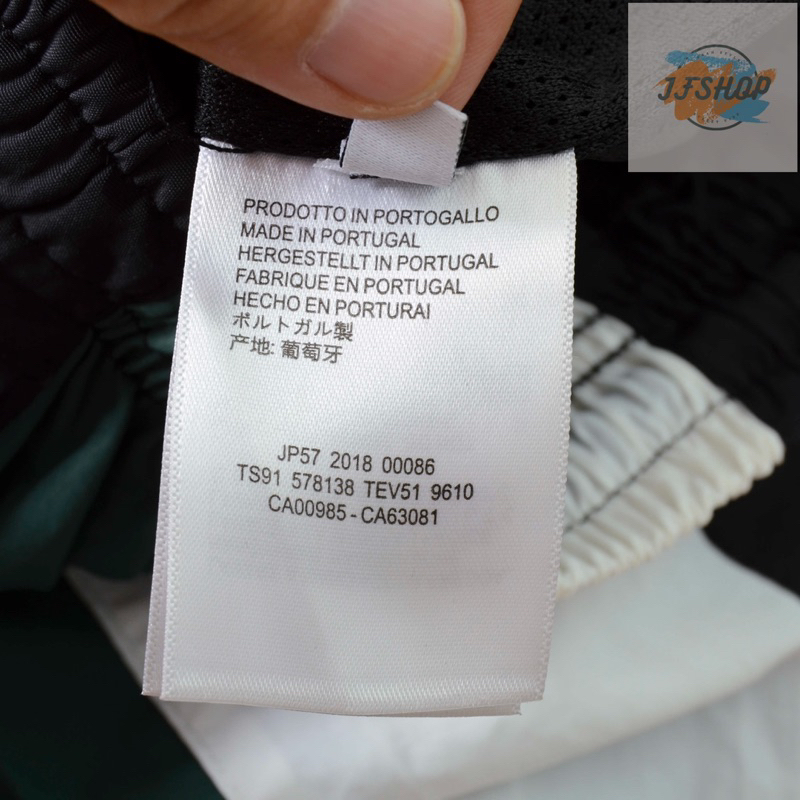 J.FSHOP
PRODOTTO IN PORTOGALLO
MADE IN PORTUGAL
HERGESTELLT IN PORTUGAL
FABRIQUE EN PORTUGAL
HECHO EN PORTURAI
ポルトガル製
产地: 葡萄牙
JP57 2018 00086
TS91 578138 TEV51 9610
CA00985-CA63081